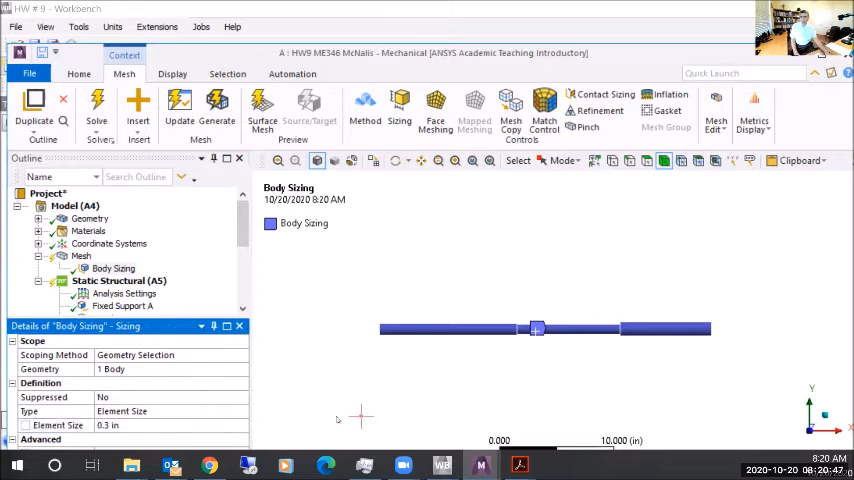 HW # 9 - Workbench
File View Tools Units Extensions Jobs Help
Context
A : HW9 ME346 McNalis - Mechanical [ANSYS Academic Teaching Introductory]
File Home Mesh Display Selection Automation Quick Launch
Duplicate Solve Insert Update Generate Surface Mesh Source/Target Method Sizing Face Meshing Mapped Meshing Mesh Copy Match Control Contact Sizing Refinement Pinch Inflation Gasket Mesh Group Mesh Edit Metrics Display
Outline Solver Insert Mesh Preview Controls
Outline
Name Search Outline
Select Mode Clipboard
Project*
Model (A4)
Geometry
Materials
Coordinate Systems
Mesh
Body Sizing
Static Structural (A5)
Analysis Settings
Fixed Support A
Body Sizing
10/20/2020 8:20 AM
Body Sizing
Details of "Body Sizing" - Sizing
Scope
Scoping Method Geometry Selection
Geometry 1 Body
Definition
Suppressed No
Type Element Size
Element Size 0.3 in
Advanced
Y
X
0.000 10.000 (in)
8:20 AM
2020-10-20 08:20:47